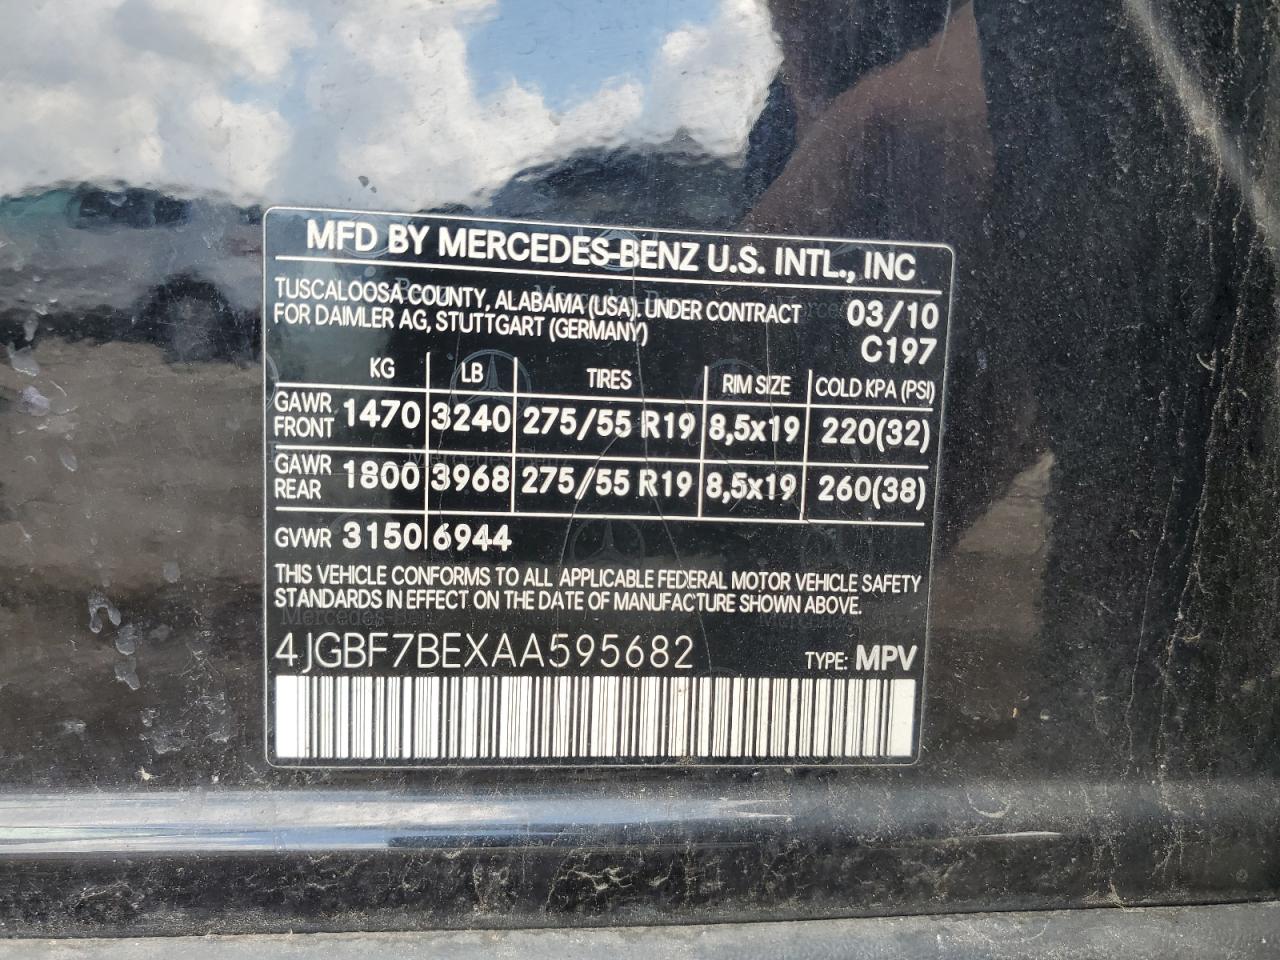 MFD BY MERCEDES-BENZ U.S. INTL., INC
TUSCALOOSA COUNTY, ALABAMA (USA). UNDER CONTRACT 03/10
FOR DAIMLER AG, STUTTGART (GERMANY) C197
KG LB TIRES RIM SIZE COLD KPA (PSI)
GAWR FRONT 1470 3240 275/55 R19 8,5x19 220(32)
GAWR REAR 1800 3968 275/55 R19 8,5x19 260(38)
GVWR 3150 6944
THIS VEHICLE CONFORMS TO ALL APPLICABLE FEDERAL MOTOR VEHICLE SAFETY
STANDARDS IN EFFECT ON THE DATE OF MANUFACTURE SHOWN ABOVE.
4JGBF7BEXAA595682 TYPE: MPV